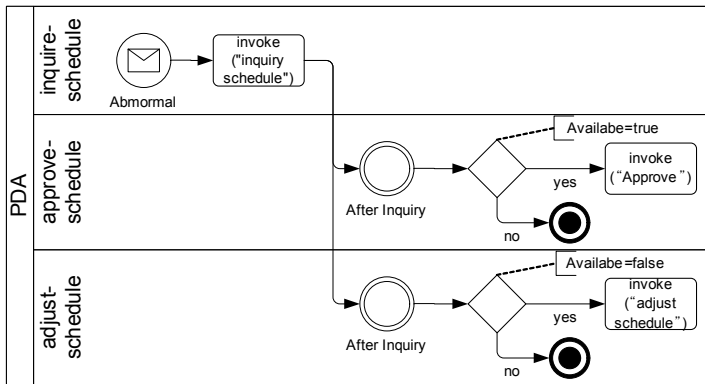 PDA
inquire-
schedule
Abmormal
invoke
("inquiry
schedule")
approve-
schedule
After Inquiry
Availabe=true
yes
invoke
(“Approve”)
no
adjust-
schedule
After Inquiry
Availabe=false
yes
invoke
(“adjust
schedule”)
no